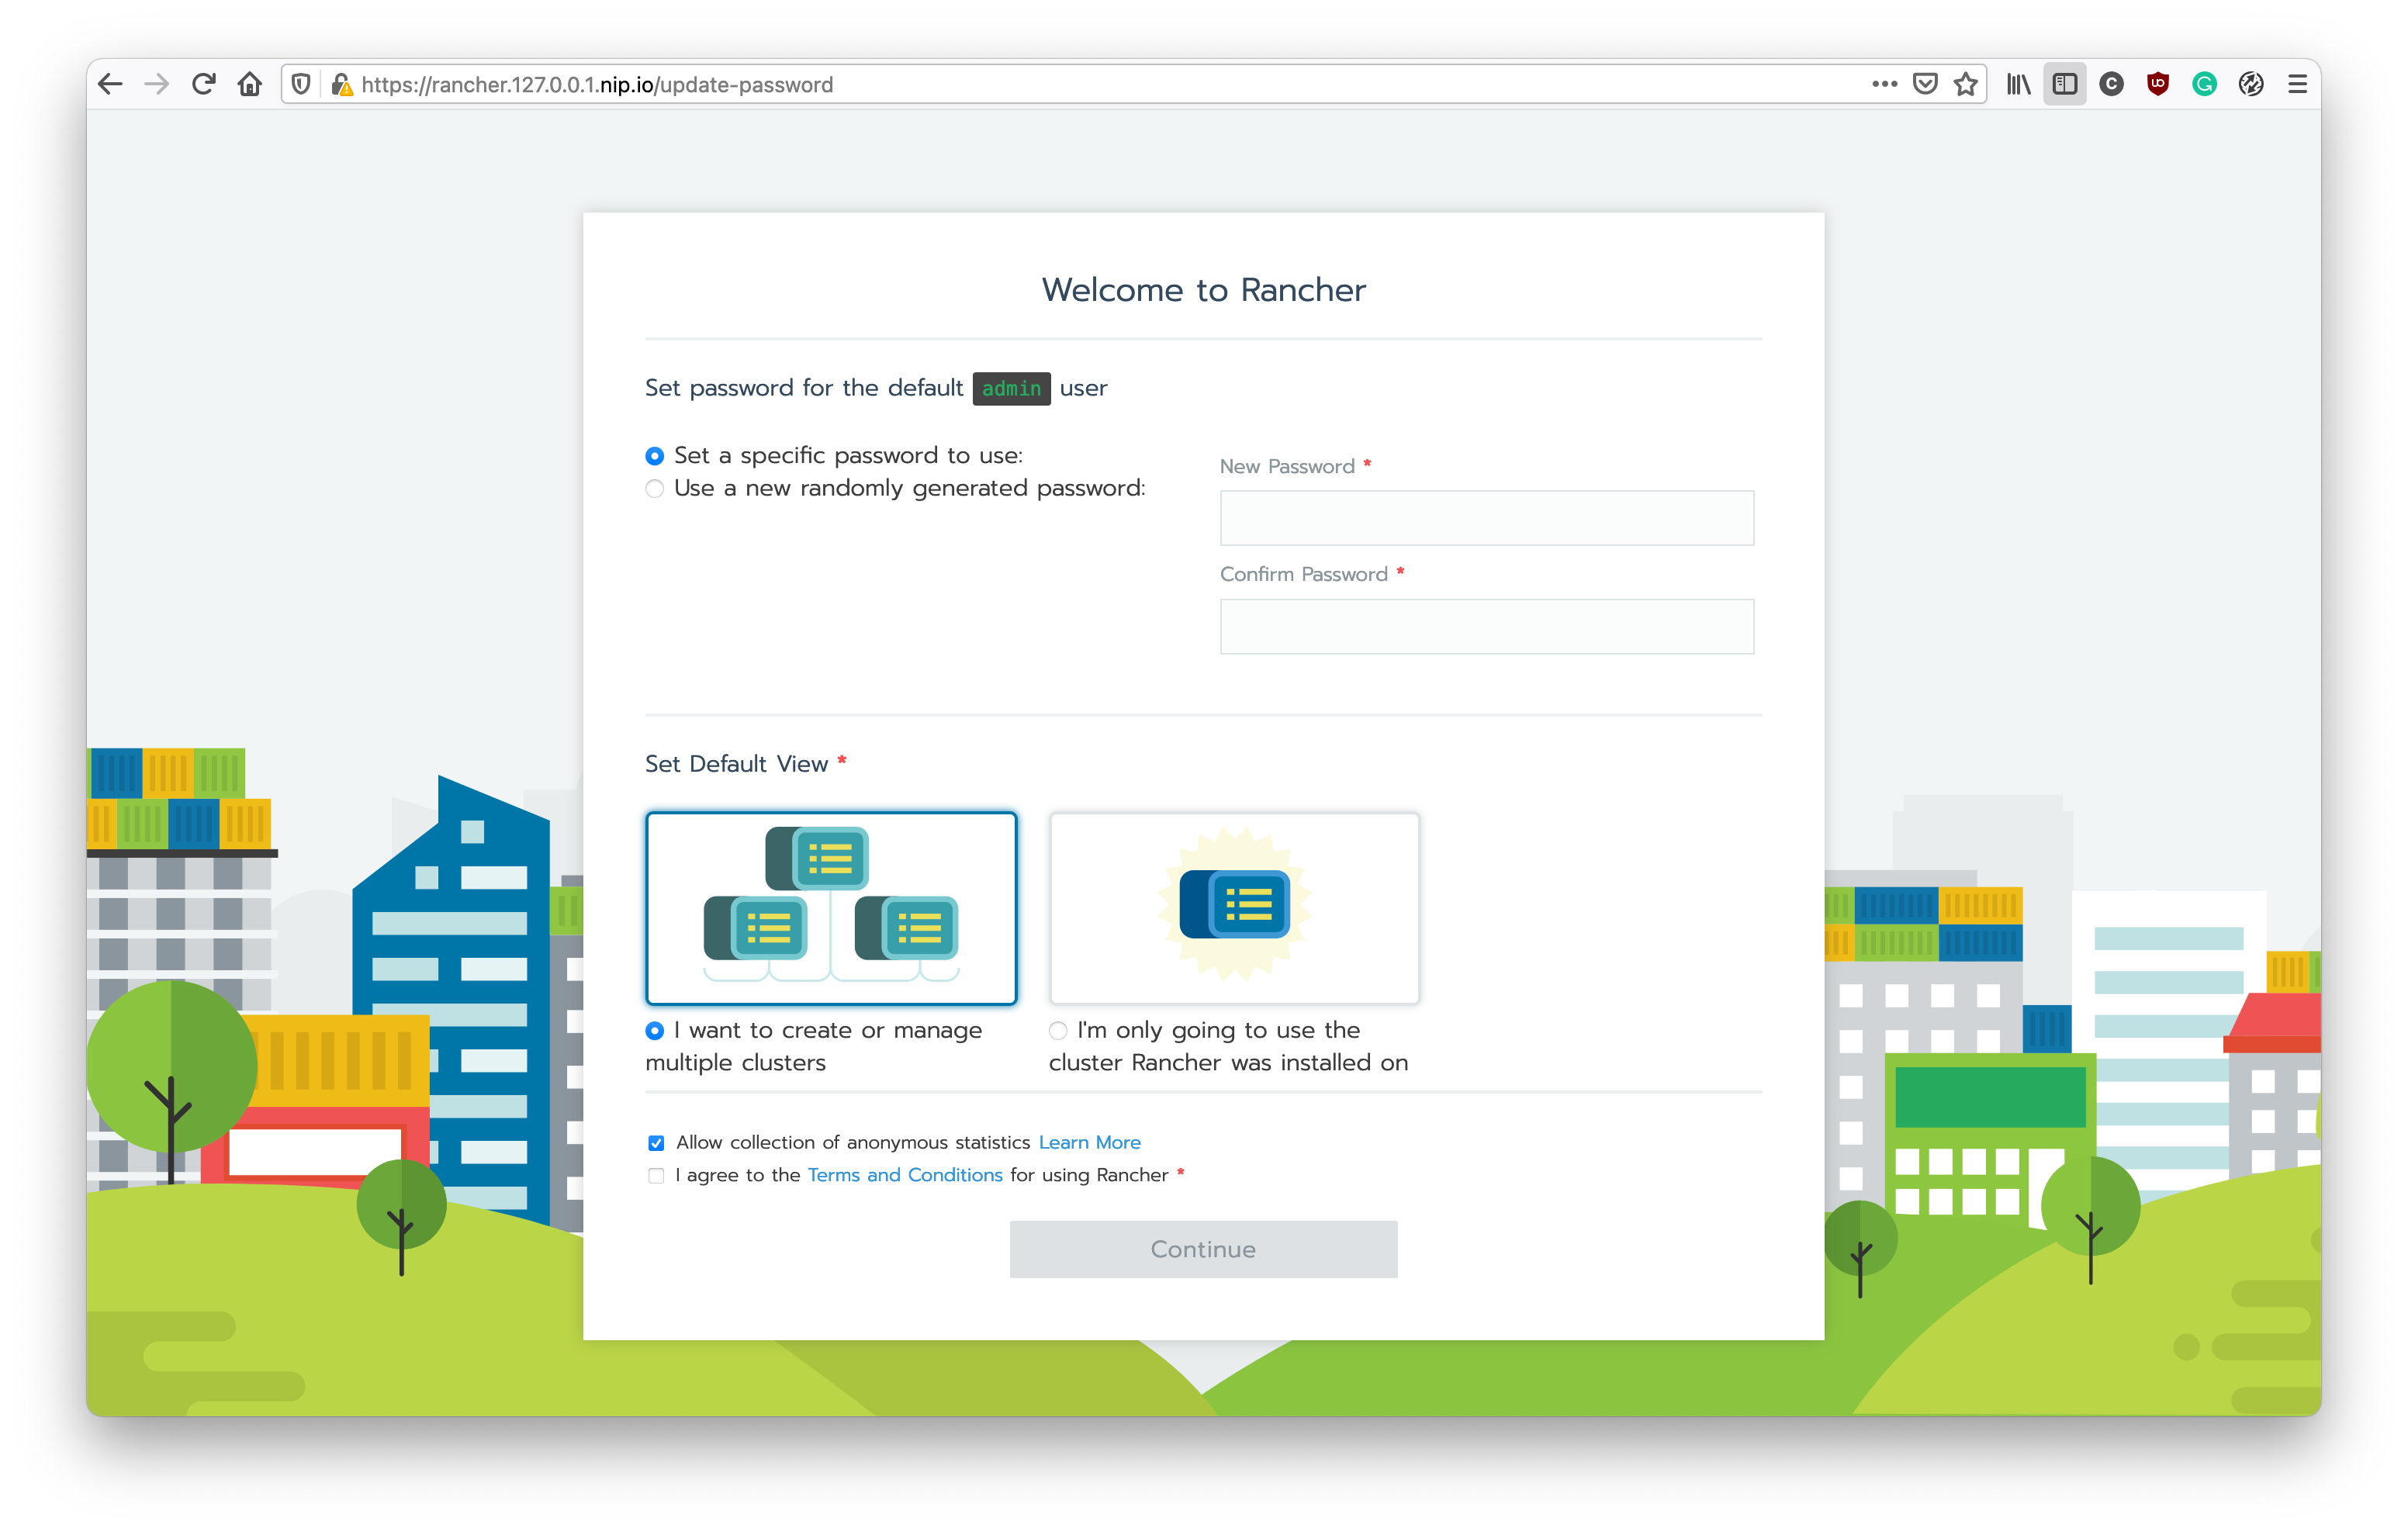 https://rancher.127.0.0.1.nip.io/update-password
Welcome to Rancher
Set password for the default admin user
Set a specific password to use:
Use a new randomly generated password:
New Password *
Confirm Password *
Set Default View *
I want to create or manage
multiple clusters
I'm only going to use the
cluster Rancher was installed on
Allow collection of anonymous statistics Learn More
I agree to the Terms and Conditions for using Rancher *
Continue